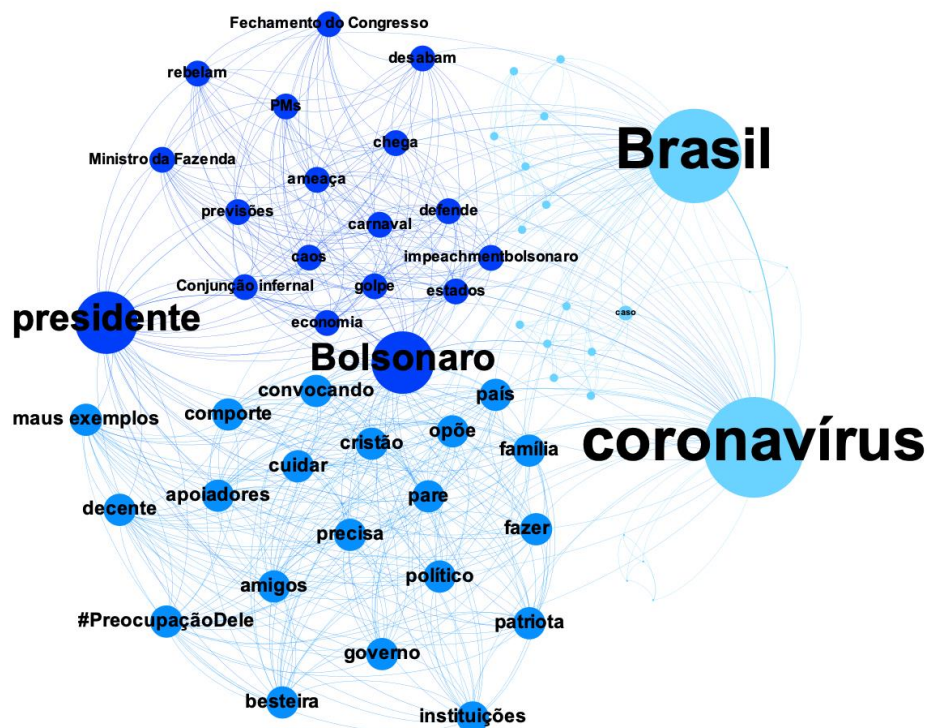 Fechamento do Congresso
desabam
rebelam
PMs
chega
Brasil
Ministro da Fazenda
ameaça
previsões
defende
carnaval
caos
impeachmentbolsonaro
Conjunção infernal
golpe
estados
presidente
economia
caso
Bolsonaro
convocando
país
maus exemplos
comporte
opõe
cristão
família
coronavírus
cuidar
apoiadores
pare
decente
precisa
fazer
amigos
político
#PreocupaçãoDele
patriota
governo
besteira
instituições